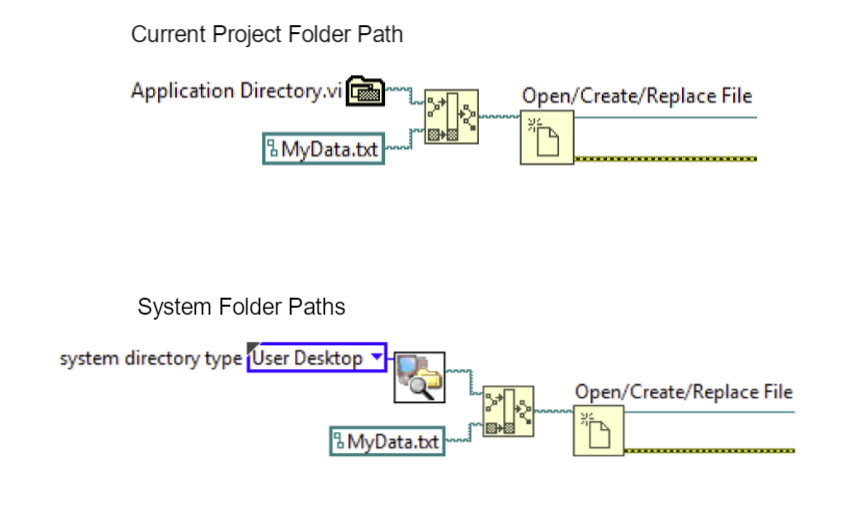 Current Project Folder Path
Application Directory.vi
Open/Create/Replace File
MyData.txt
System Folder Paths
system directory type User Desktop
Open/Create/Replace File
MyData.txt